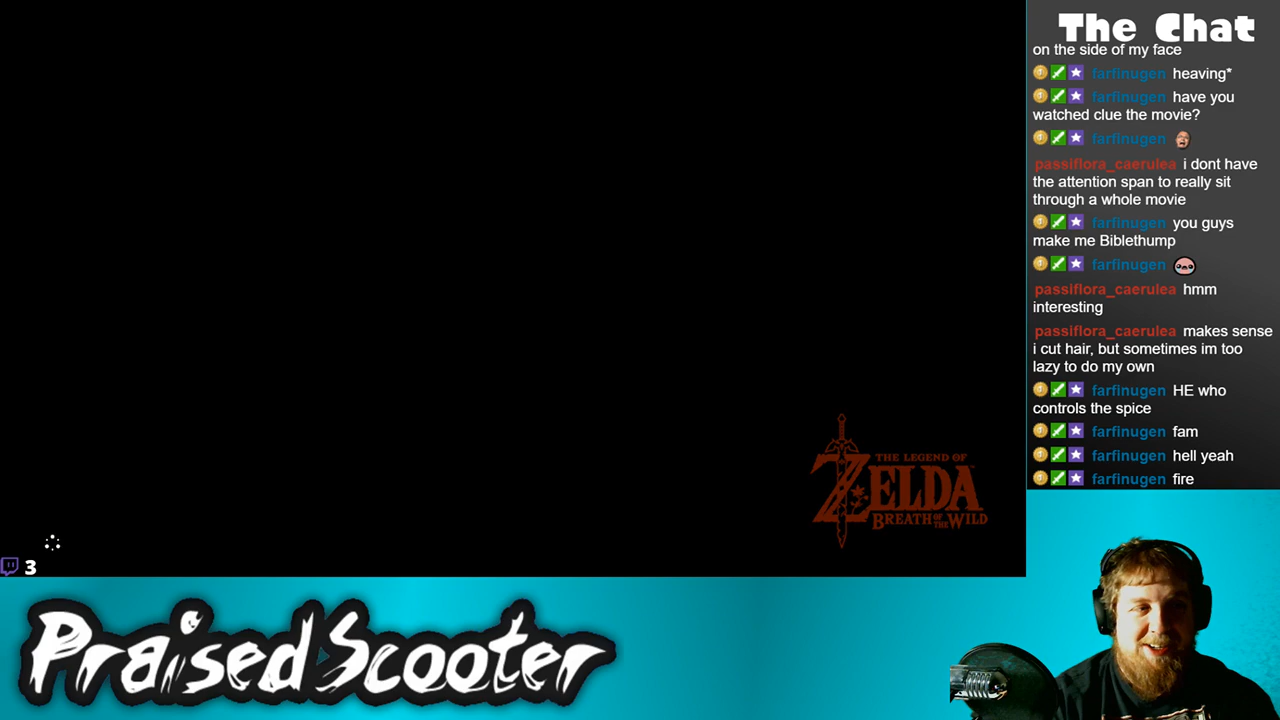 The Chat
on the side of my face
farfinugen heaving*
farfinugen have you
watched clue the movie?
farfinugen
passiflora_caerulea i dont have
the attention span to really sit
through a whole movie
farfinugen you guys
make me Biblethump
farfinugen
passiflora_caerulea hmm
interesting
passiflora_caerulea makes sense
i cut hair, but sometimes im too
lazy to do my own
farfinugen HE who
controls the spice
farfinugen fam
farfinugen hell yeah
farfinugen fire
THE LEGEND OF
ZELDA
BREATH OF THE WILD
3
PraisedScooter